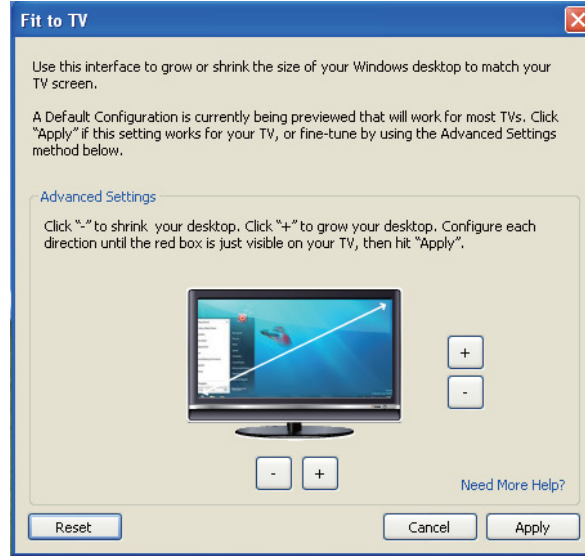 Fit to TV
Use this interface to grow or shrink the size of your Windows desktop to match your
TV screen.
A Default Configuration is currently being previewed that will work for most TVs. Click
“Apply” if this setting works for your TV, or fine-tune by using the Advanced Settings
method below.
Advanced Settings
Click “-” to shrink  your desktop. Click “+” to grow your desktop. Configure each
direction until the red box is just visible on your TV, then hit “Apply”.
+
-
- +
Need More Help?
Reset Cancel Apply